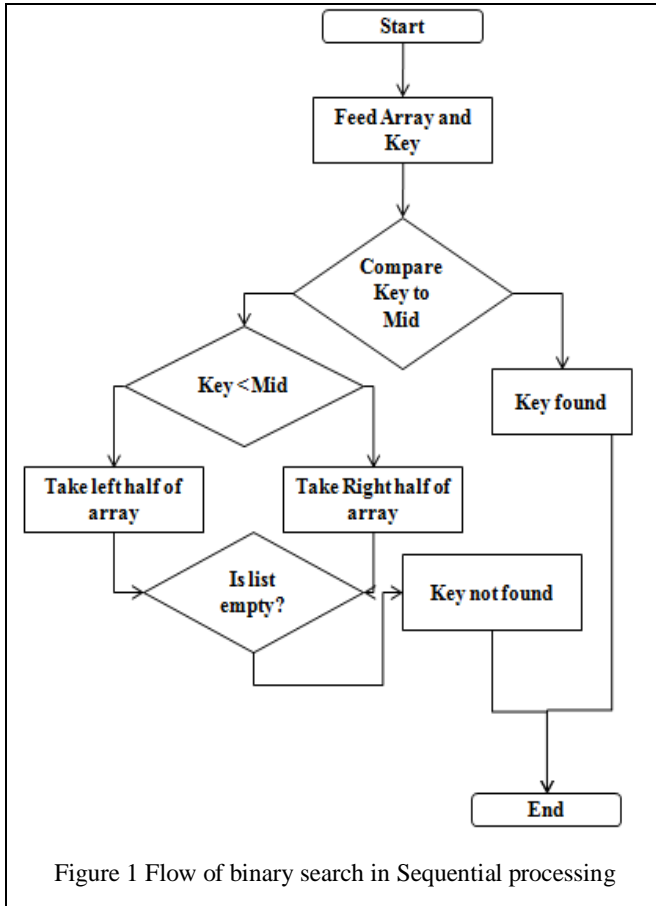 Start
Feed Array and
Key
Compare
Key to
Mid
Key < Mid
Key found
Take left half of
array
Take Right half of
array
Is list
empty?
Key not found
End
Figure 1 Flow of binary search in Sequential processing